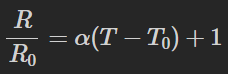 R/R₀ = α(T − T₀) + 1